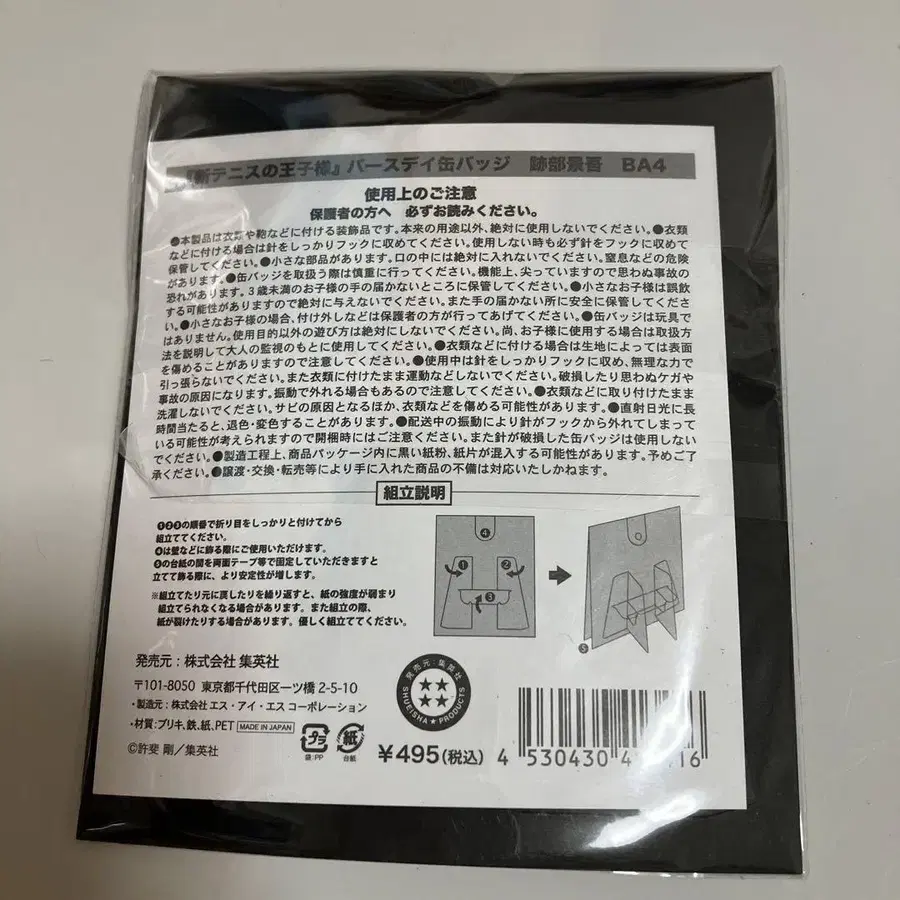 『新テニスの王子様』バースデイ缶バッジ 跡部景吾 BA4
使用上のご注意
保護者の方へ 必ずお読みください。
●本製品は衣類や鞄などに付ける装飾品です。本来の用途以外、絶対に使用しないでください。●衣類
などに付ける場合は針をしっかりフックに収めてください。使用しない時も必ず針をフックに収めて
保管してください。●小さな部品があります。口の中には絶対に入れないでください。窒息などの危険
があります。●缶バッジを取扱う際は慎重に行ってください。機能上、尖っていますので思わぬ事故の
恐れがあります。3歳未満のお子様の手の届かないところに保管してください。●小さなお子様は誤飲
する可能性がありますので絶対に与えないでください。また手の届かない所に安全に保管してくださ
い。●小さなお子様の場合、付け外しなどは保護者の方が行ってあげてください。●缶バッジは玩具で
はありません。使用目的以外の遊び方は絶対にしないでください。尚、お子様に使用する場合は取扱方
法を説明して大人の監視のもとに使用してください。●衣類などに付ける場合は生地によっては表面
を傷めることがありますので注意してください。●使用中は針をしっかりフックに収め、無理な力で
引っ張らないでください。また衣類に付けたまま運動などしないでください。破損したり思わぬケガや
事故の原因になります。振動で外れる場合もあるので注意してください。●衣類などに取り付けたまま
洗濯しないでください。サビの原因となるほか、衣類などを傷める可能性があります。●直射日光に長
時間当たると、退色・変色することがあります。●配送中の振動により針がフックから外れてしまって
いる可能性が考えられますので開梱時にはご注意ください。また針が破損した缶バッジは使用しない
でください。●製造工程上、商品パッケージ内に黒い紙粉、紙片が混入する可能性があります。予めご了
承ください。●譲渡・交換・転売等により手に入れた商品の不備は対応いたしかねます。
組立説明
❶❷❸の順番で折り目をしっかりと付けてから
組立ててください。
❹は壁などに飾る際にご使用いただけます。
❺の台紙の間を両面テープ等で固定していただきますと
立てて飾る際に、より安定性が増します。
※組立てたり元に戻したりを繰り返すと、紙の強度が弱まり
組立てられなくなる場合があります。また組立の際、
紙が裂けたりする場合があります。優しく組立ててください。
❹
❶ ❷
❸
❺
発売元：株式会社 集英社
〒101-8050 東京都千代田区一ツ橋 2-5-10
・製造元：株式会社 エス・アイ・エス コーポレーション
・材質：ブリキ、鉄、紙、PET MADE IN JAPAN
©許斐 剛／集英社
プラ
袋：PP
紙
台紙
発売元：集英社
SHUEISHA★PRODUCTS
¥495(税込)
4 530430 4 16